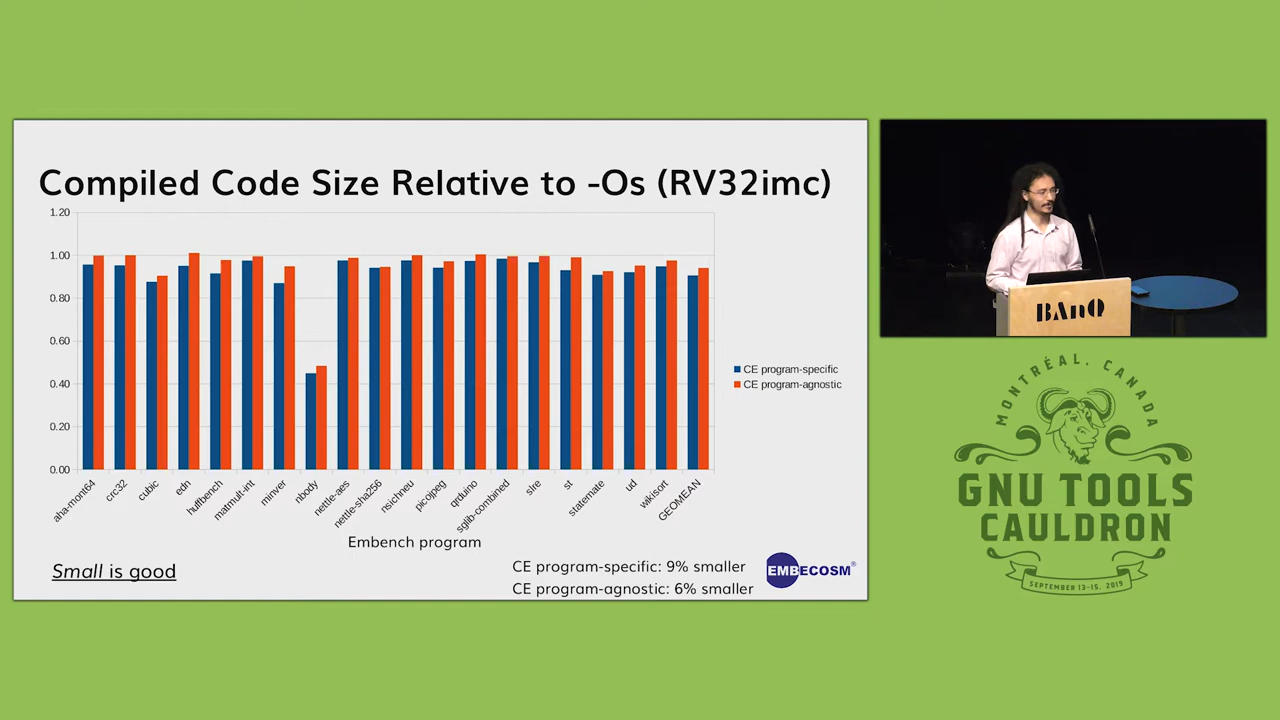 Compiled Code Size Relative to -Os (RV32imc)
1.20
1.00
0.80
0.60
0.40
0.20
0.00
aha-mont64
crc32
cubic
edn
huffbench
matmult-int
minver
nbody
nettle-aes
nettle-sha256
nsichneu
picojpeg
qrduino
sglib-combined
slre
st
statemate
ud
wikisort
GEOMEAN
Embench program
CE program-specific
CE program-agnostic
Small is good
CE program-specific: 9% smaller
CE program-agnostic: 6% smaller
EMBECOSM®
BAnQ
MONTRÉAL, CANADA
GNU TOOLS
CAULDRON
SEPTEMBER 13-15, 2019